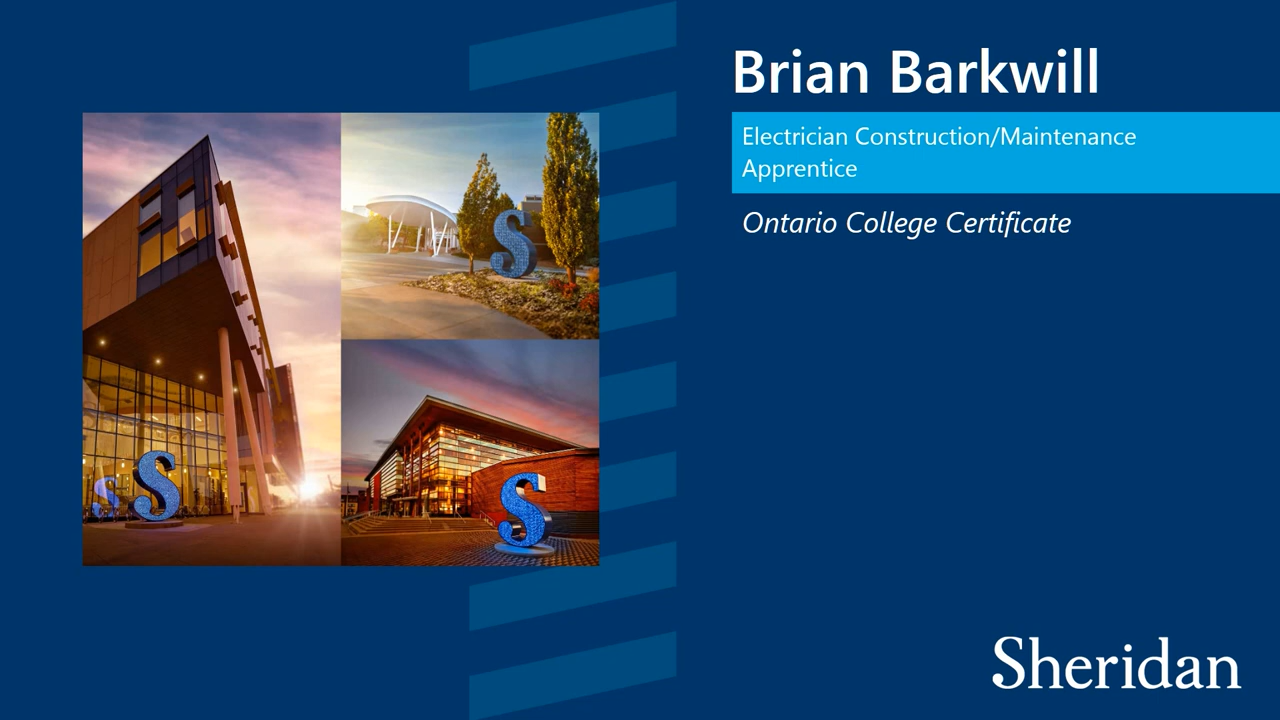 Brian Barkwill
Electrician Construction/Maintenance
Apprentice
Ontario College Certificate
S
S
S
S
Sheridan